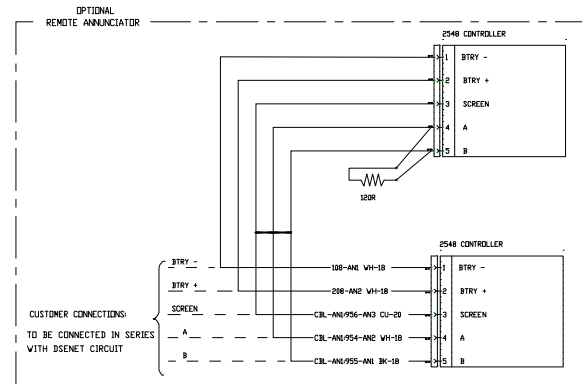 OPTIONAL
REMOTE ANNUNCIATOR
2548 CONTROLLER
1 BTRY -
2 BTRY +
3 SCREEN
4 A
5 B
120R
2548 CONTROLLER
BTRY - 108-AN1 WH-18 1 BTRY -
BTRY + 208-AN2 WH-18 2 BTRY +
SCREEN CBL-AN1/956-AN3 CU-20 3 SCREEN
A CBL-AN1/954-AN2 WH-18 4 A
B CBL-AN1/955-AN1 BK-18 5 B
CUSTOMER CONNECTIONS:
TO BE CONNECTED IN SERIES
WITH DSENET CIRCUIT